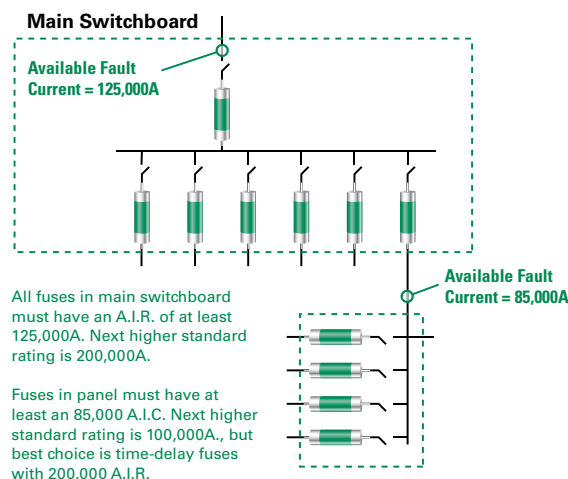 Main Switchboard
Available Fault
Current = 125,000A
Available Fault
Current = 85,000A
All fuses in main switchboard
must have an A.I.R. of at least
125,000A. Next higher standard
rating is 200,000A.
Fuses in panel must have at
least an 85,000 A.I.C. Next higher
standard rating is 100,000A., but
best choice is time-delay fuses
with 200.000 A.I.R.